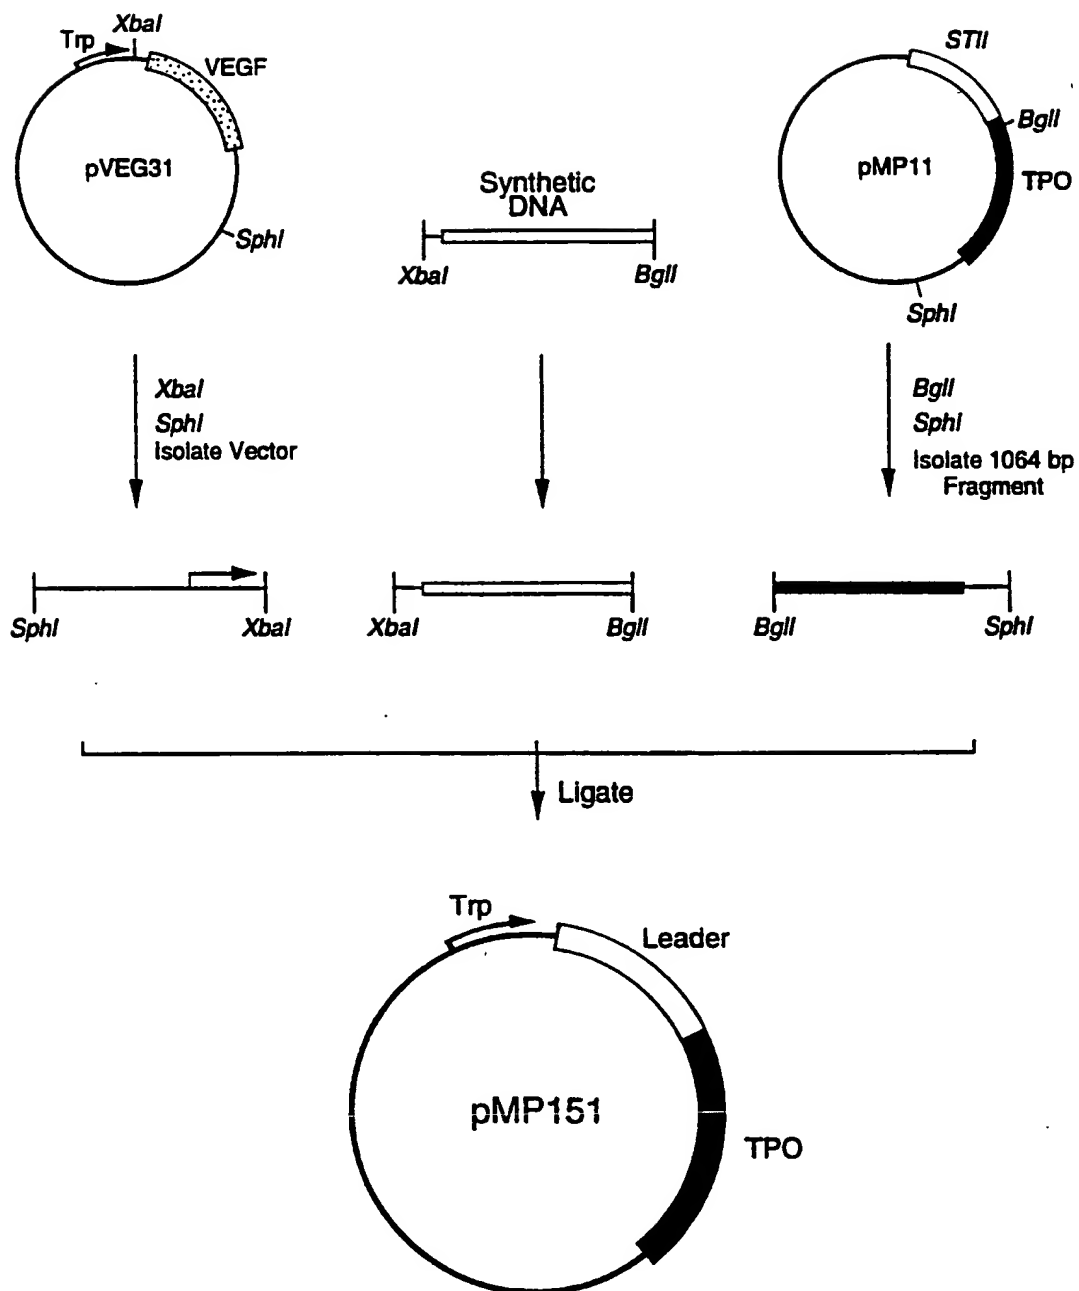 XbaI
Trp
VEGF
pVEG31
SphI
Synthetic
DNA
XbaI
BglI
STII
BglI
pMP11
TPO
SphI
XbaI
SphI
Isolate Vector
BglI
SphI
Isolate 1064 bp
Fragment
SphI
XbaI
XbaI
BglI
BglI
SphI
Ligate
Trp
Leader
pMP151
TPO